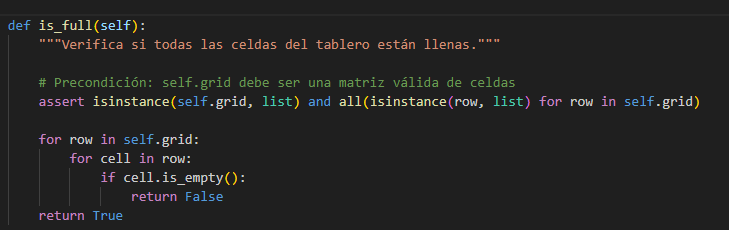 def is_full(self):
    """Verifica si todas las celdas del tablero están llenas."""
    # Precondición: self.grid debe ser una matriz válida de celdas
    assert isinstance(self.grid, list) and all(isinstance(row, list) for row in self.grid)
    for row in self.grid:
        for cell in row:
            if cell.is_empty():
                return False
    return True